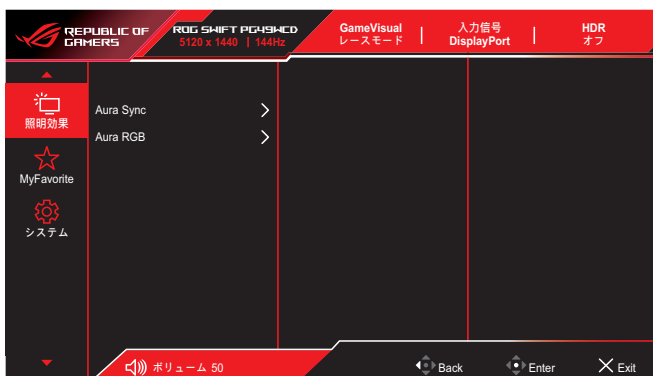 REPUBLIC OF
GAMERS
ROG SWIFT PG49WCD
5120 x 1440 | 144Hz
GameVisual
レースモード
入力信号
DisplayPort
HDR
オフ
照明効果
MyFavorite
システム
Aura Sync
Aura RGB
ボリューム 50
Back
Enter
Exit